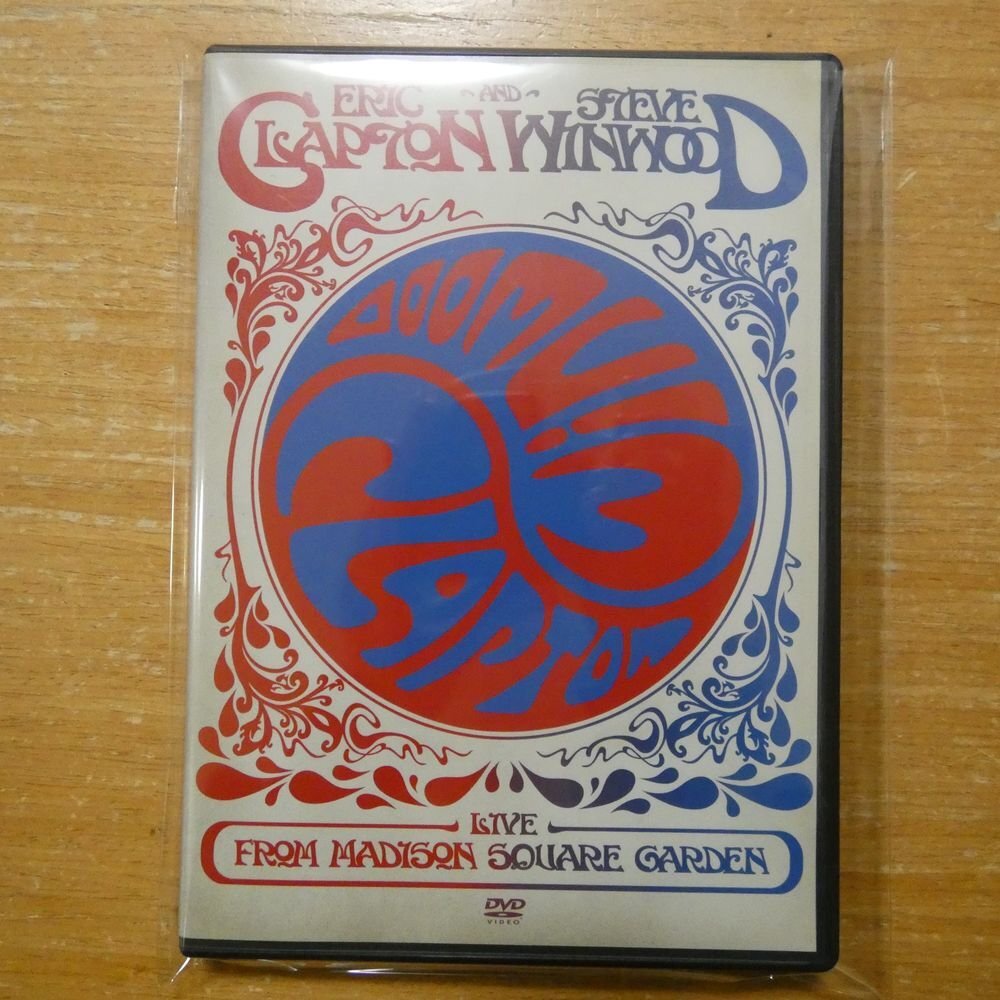 ERIC AND STEVE
CLAPTON WINWOOD
WINWOOD
CLAPTON
LIVE
FROM MADISON SQUARE GARDEN
DVD
VIDEO